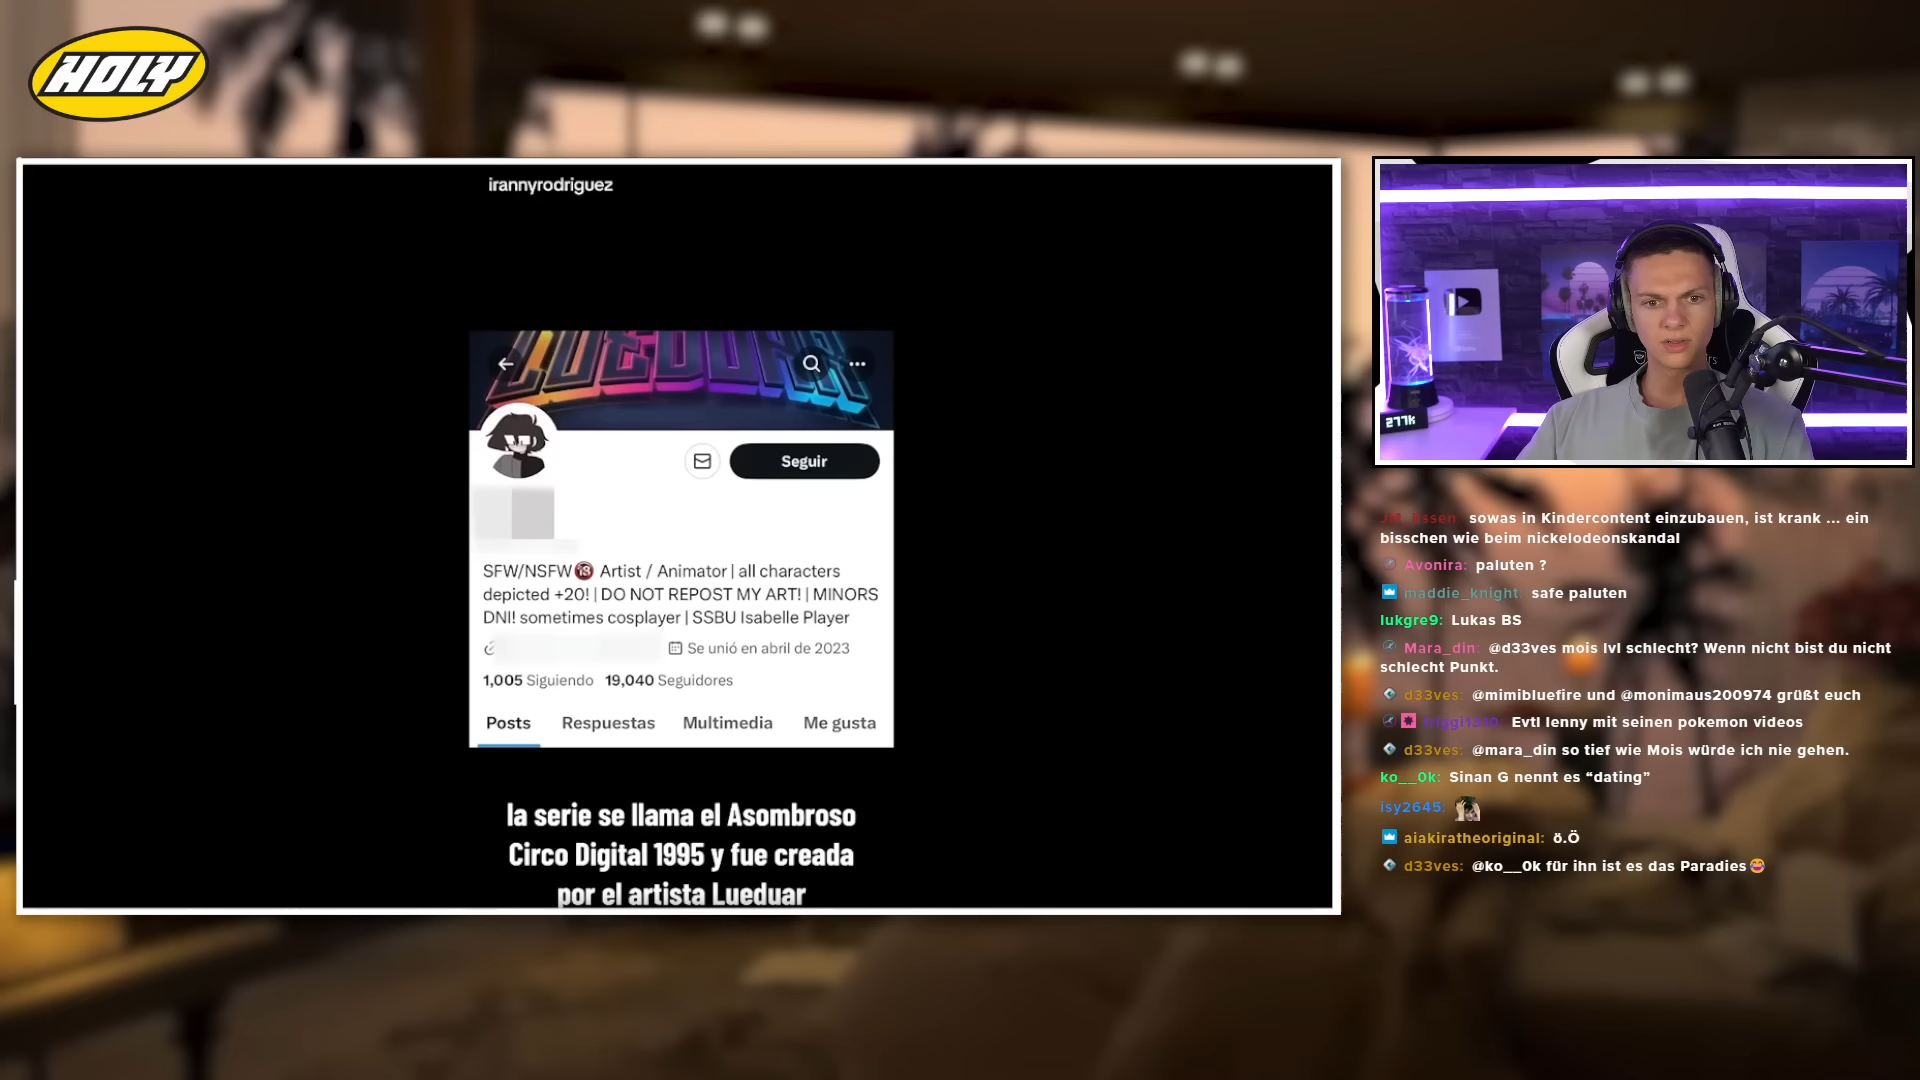 HOLY
irannyrodriguez
LUEDUAR
Seguir
SFW/NSFW🔞 Artist / Animator | all characters
depicted +20! | DO NOT REPOST MY ART! | MINORS
DNI! sometimes cosplayer | SSBU Isabelle Player
Se unió en abril de 2023
1,005 Siguiendo 19,040 Seguidores
Posts Respuestas Multimedia Me gusta
la serie se llama el Asombroso
Circo Digital 1995 y fue creada
por el artista Lueduar
277k
sowas in Kindercontent einzubauen, ist krank ... ein
bisschen wie beim nickelodeonskandal
Avonira: paluten ?
maddie_knight: safe paluten
lukgre9: Lukas BS
Mara_din: @d33ves mois lvl schlecht? Wenn nicht bist du nicht
schlecht Punkt.
d33ves: @mimibluefire und @monimaus200974 grüßt euch
Evtl lenny mit seinen pokemon videos
d33ves: @mara_din so tief wie Mois würde ich nie gehen.
ko__0k: Sinan G nennt es “dating”
isy2645:
aiakiratheoriginal: ö.Ö
d33ves: @ko__0k für ihn ist es das Paradies😂